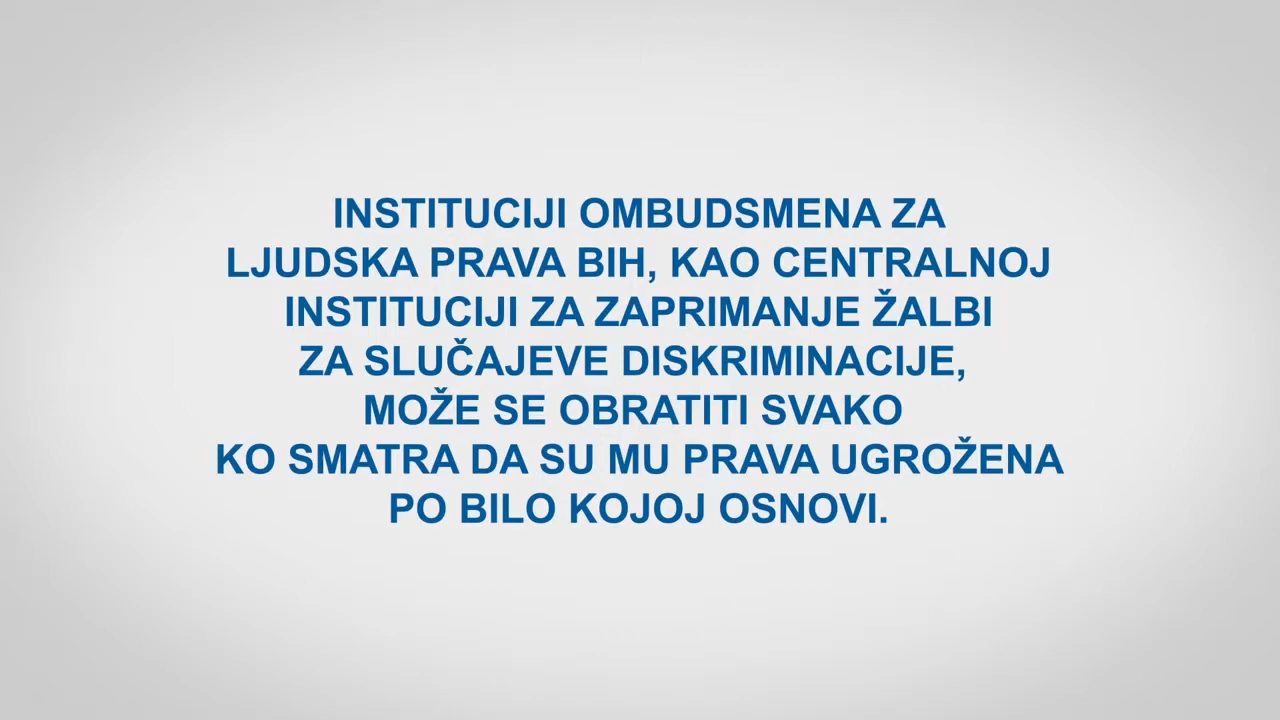 INSTITUCIJI OMBUDSMENA ZA
LJUDSKA PRAVA BIH, KAO CENTRALNOJ
INSTITUCIJI ZA ZAPRIMANJE ŽALBI
ZA SLUČAJEVE DISKRIMINACIJE,
MOŽE SE OBRATITI SVAKO
KO SMATRA DA SU MU PRAVA UGROŽENA
PO BILO KOJOJ OSNOVI.